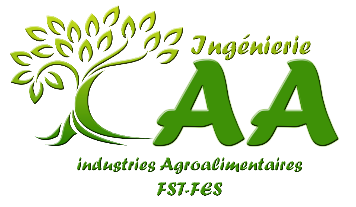 Ingénierie
AA
industries Agroalimentaires
FST-FES